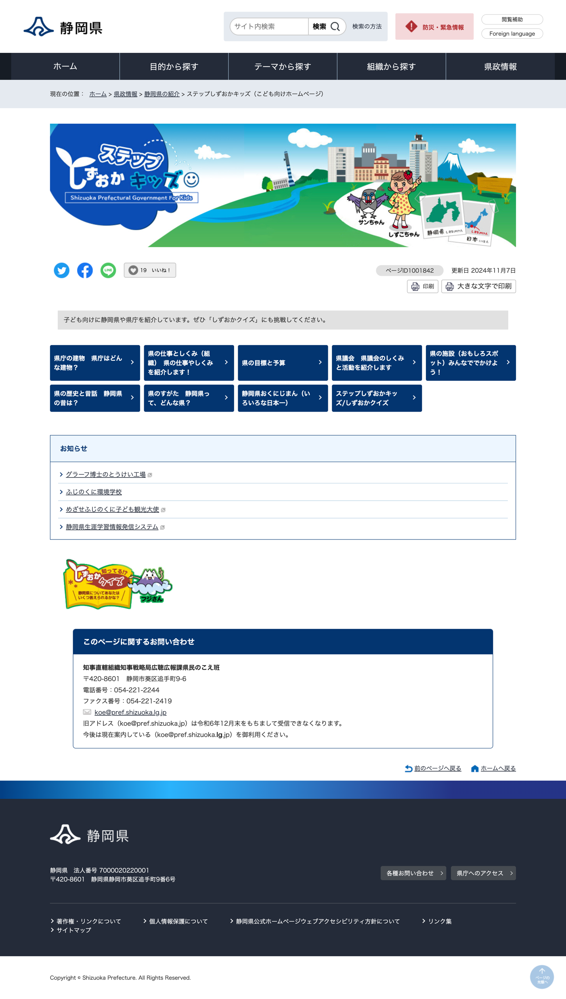 静岡県
サイト内検索
検索
検索の方法
防災・緊急情報
閲覧補助
Foreign language
ホーム
目的から探す
テーマから探す
組織から探す
県政情報
現在の位置： ホーム > 県政情報 > 静岡県の紹介 > ステップしずおかキッズ（こども向けホームページ）
ステップ
しずおか キッズ
Shizuoka Prefectural Government For Kids
サンちゃん
しずこちゃん
静岡県 しずおかけん
しずおかけん
日本 にほん
LINE
19 いいね！
ページID1001842
更新日 2024年11月7日
印刷
大きな文字で印刷
子ども向けに静岡県や県庁を紹介しています。ぜひ「しずおかクイズ」にも挑戦してください。
県庁の建物　県庁はどん
な建物？
県の仕事としくみ（組
織）　県の仕事やしくみ
を紹介します！
県の目標と予算
県議会　県議会のしくみ
と活動を紹介します
県の施設（おもしろスポ
ット）みんなででかけよ
う！
県の歴史と昔話　静岡県
の昔は？
県のすがた　静岡県っ
て、どんな県？
静岡県おくにじまん（い
ろいろな日本一）
ステップしずおかキッ
ズ/しずおかクイズ
お知らせ
グラーフ博士のとうけい工場
ふじのくに環境学校
めざせふじのくに子ども観光大使
静岡県生涯学習情報発信システム
しずおか知ってる!?
クイズ
静岡県についてあなたは
いくつ答えられるかな？
フジさん
このページに関するお問い合わせ
知事直轄組織知事戦略局広聴広報課県民のこえ班
〒420-8601　静岡市葵区追手町9-6
電話番号：054-221-2244
ファクス番号：054-221-2419
koe@pref.shizuoka.lg.jp
旧アドレス（koe@pref.shizuoka.jp）は令和6年12月末をもちまして受信できなくなります。
今後は現在案内している（koe@pref.shizuoka.lg.jp）を御利用ください。
前のページへ戻る
ホームへ戻る
静岡県
静岡県　法人番号 7000020220001
〒420-8601　静岡県静岡市葵区追手町9番6号
各種お問い合わせ
県庁へのアクセス
著作権・リンクについて
個人情報保護について
静岡県公式ホームページウェブアクセシビリティ方針について
リンク集
サイトマップ
Copyright © Shizuoka Prefecture. All Rights Reserved.
ページの
先頭へ